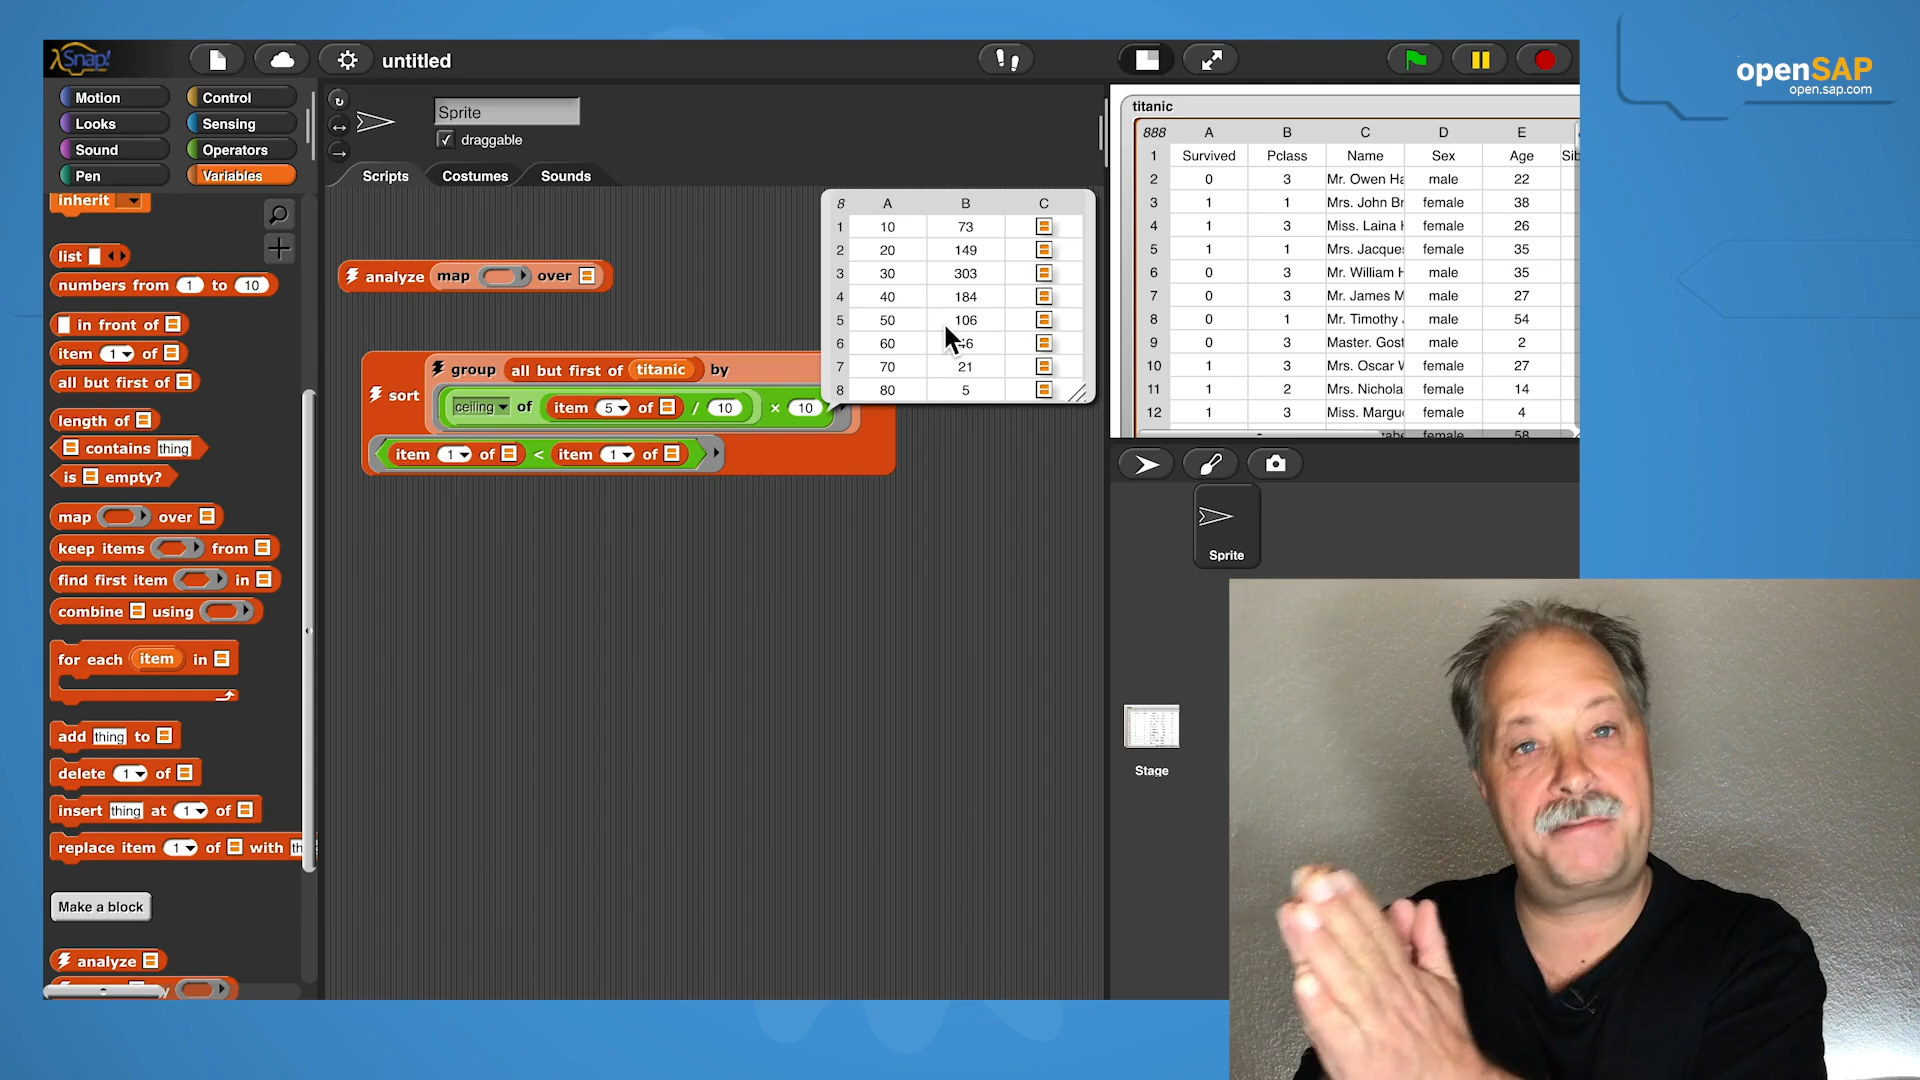 Snap!
untitled
openSAP
open.sap.com
Motion
Control
Looks
Sensing
Sound
Operators
Pen
Variables
Sprite
draggable
Scripts
Costumes
Sounds
inherit
list
numbers from 1 to 10
in front of
item 1 of
all but first of
length of
contains thing
is empty?
map over
keep items from
find first item in
combine using
for each item in
add thing to
delete 1 of
insert thing at 1 of
replace item 1 of with
Make a block
analyze
analyze map over
sort group all but first of titanic by
ceiling of item 5 of / 10 × 10
item 1 of < item 1 of
8 A B C
1 10 73
2 20 149
3 30 303
4 40 184
5 50 106
6 60
7 70 21
8 80 5
titanic
888 A B C D E
1 Survived Pclass Name Sex Age
2 0 3 Mr. Owen Ha male 22
3 1 1 Mrs. John Br female 38
4 1 3 Miss. Laina female 26
5 1 1 Mrs. Jacques female 35
6 0 3 Mr. William male 35
7 0 3 Mr. James M male 27
8 0 1 Mr. Timothy male 54
9 0 3 Master. Gost male 2
10 1 3 Mrs. Oscar female 27
11 1 2 Mrs. Nichola female 14
12 1 3 Miss. Margu female 4
Sprite
Stage